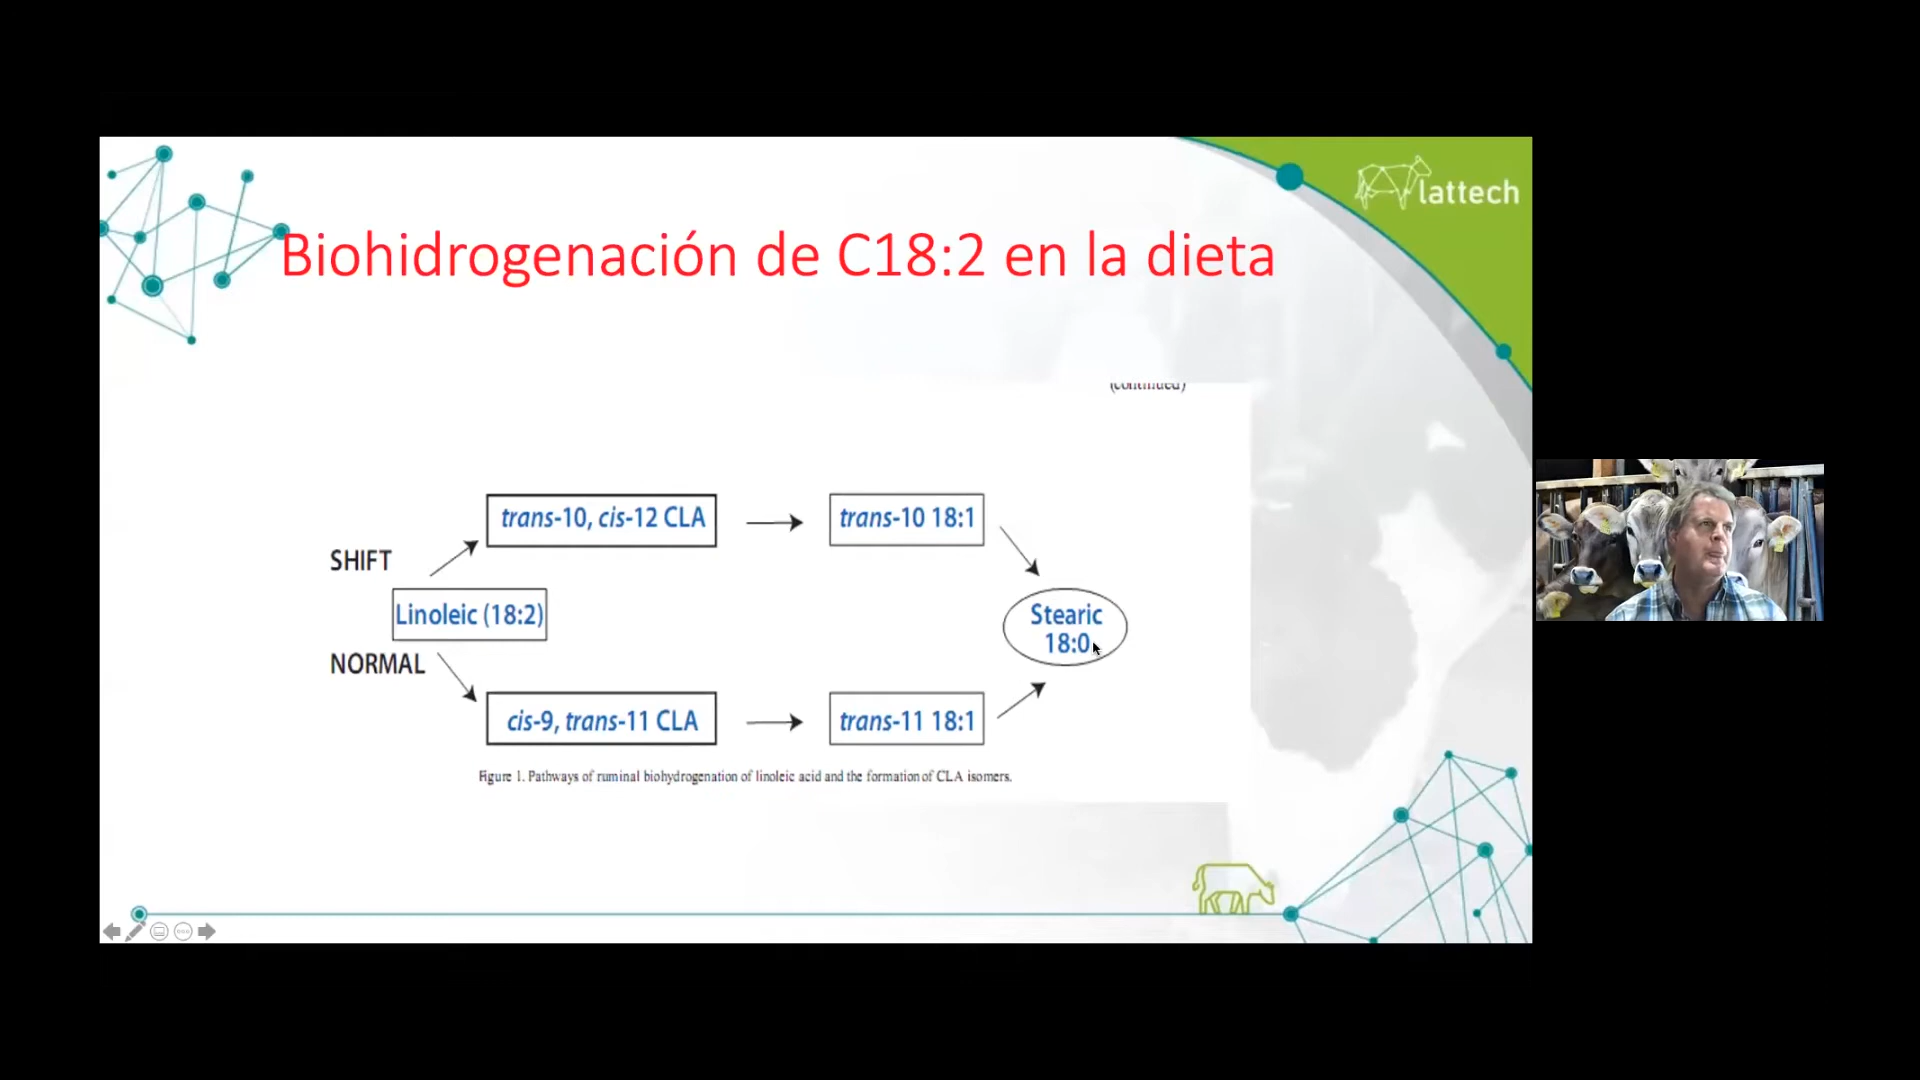 lattech
Biohidrogenación de C18:2 en la dieta
(continued)
trans-10, cis-12 CLA
trans-10 18:1
SHIFT
Linoleic (18:2)
Stearic
18:0
NORMAL
cis-9, trans-11 CLA
trans-11 18:1
Figure 1. Pathways of ruminal biohydrogenation of linoleic acid and the formation of CLA isomers.